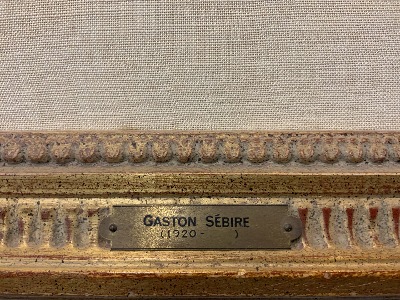 GASTON SÉBIRE
(1920 -      )